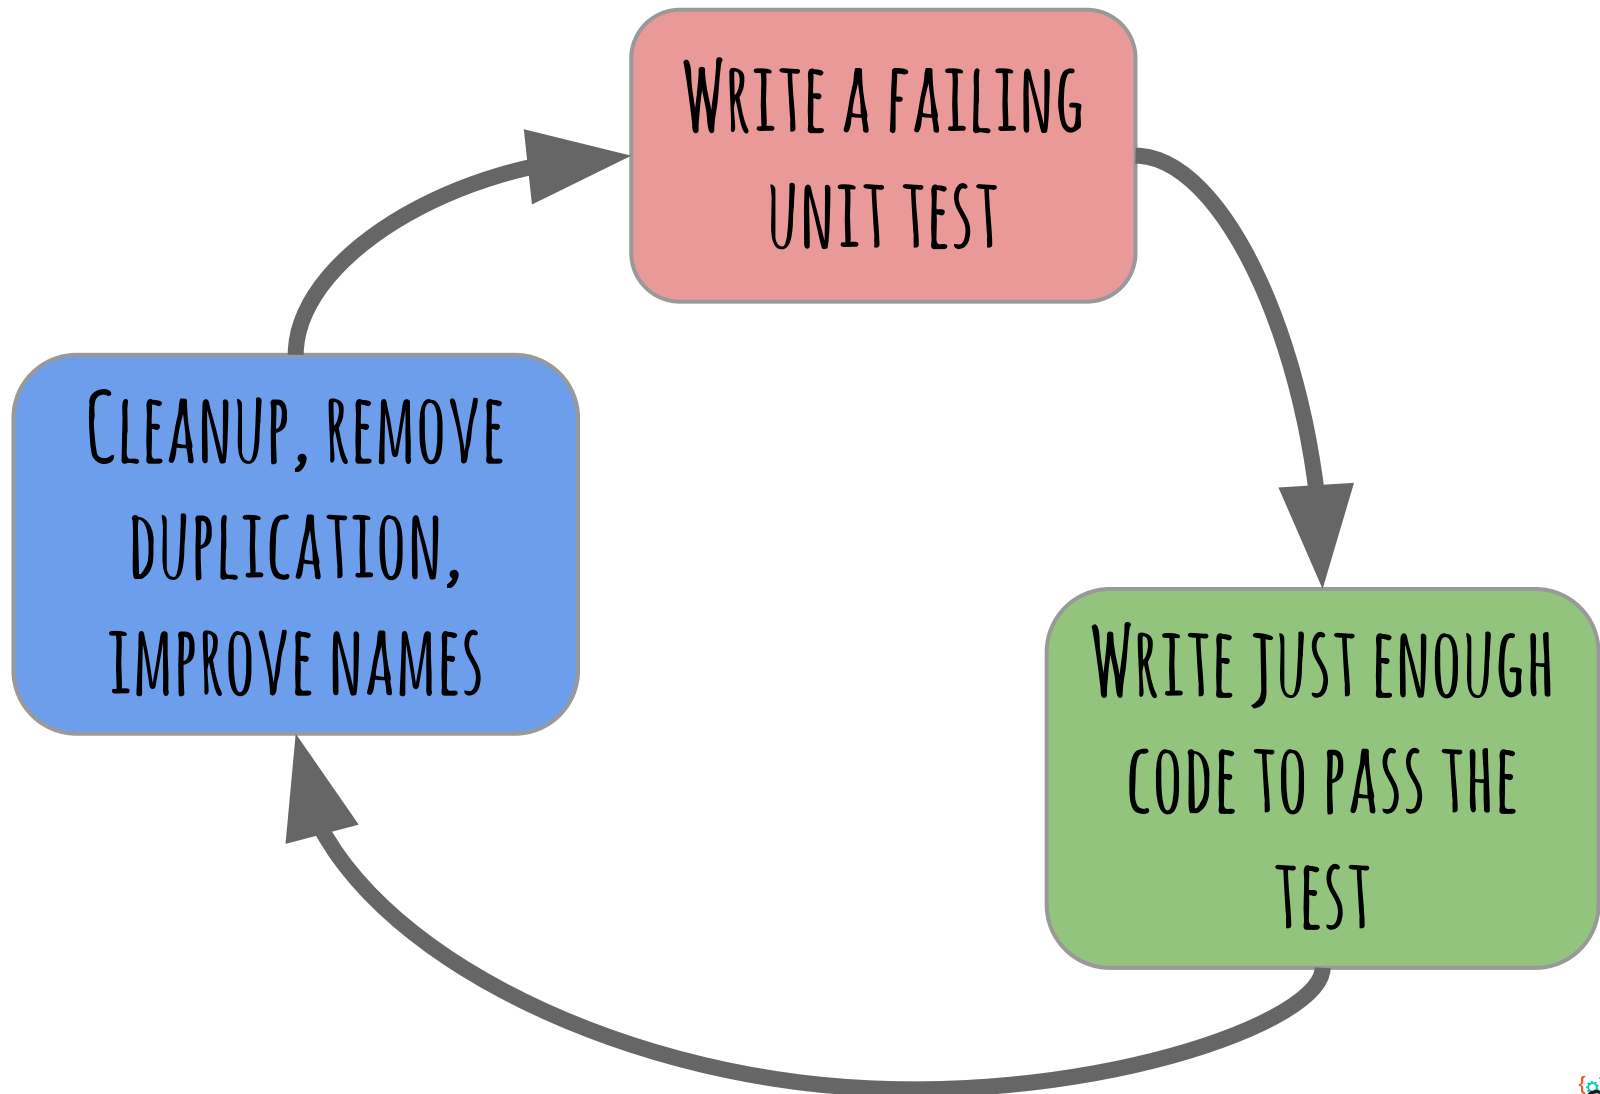 Write a failing
unit test
Cleanup, remove
duplication,
improve names
Write just enough
code to pass the
test